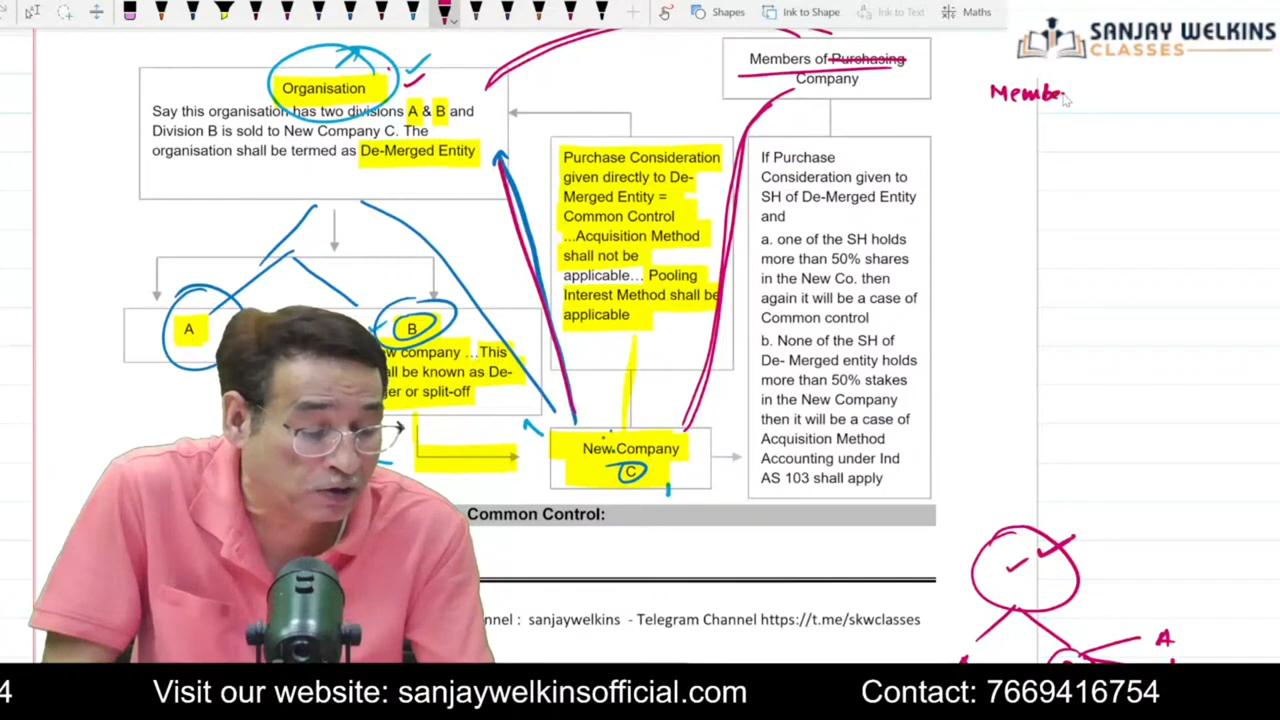 Shapes
Ink to Shape
Ink to Text
Maths
SANJAY WELKINS
CLASSES
Organisation
Say this organisation has two divisions A & B and
Division B is sold to New Company C. The
organisation shall be termed as De-Merged Entity
Members of Purchasing
Company
Membe
Purchase Consideration
given directly to De-
Merged Entity =
Common Control
...Acquisition Method
shall not be
applicable... Pooling
Interest Method shall be
applicable
If Purchase
Consideration given to
SH of De-Merged Entity
and
a. one of the SH holds
more than 50% shares
in the New Co. then
again it will be a case of
Common control
b. None of the SH of
De- Merged entity holds
more than 50% stakes
in the New Company
then it will be a case of
Acquisition Method
Accounting under Ind
AS 103 shall apply
A
B
company ...This
be known as De-
or split-off
New Company
C
Common Control:
sanjaywelkins - Telegram Channel https://t.me/skwclasses
A
4
Visit our website: sanjaywelkinsofficial.com
Contact: 7669416754